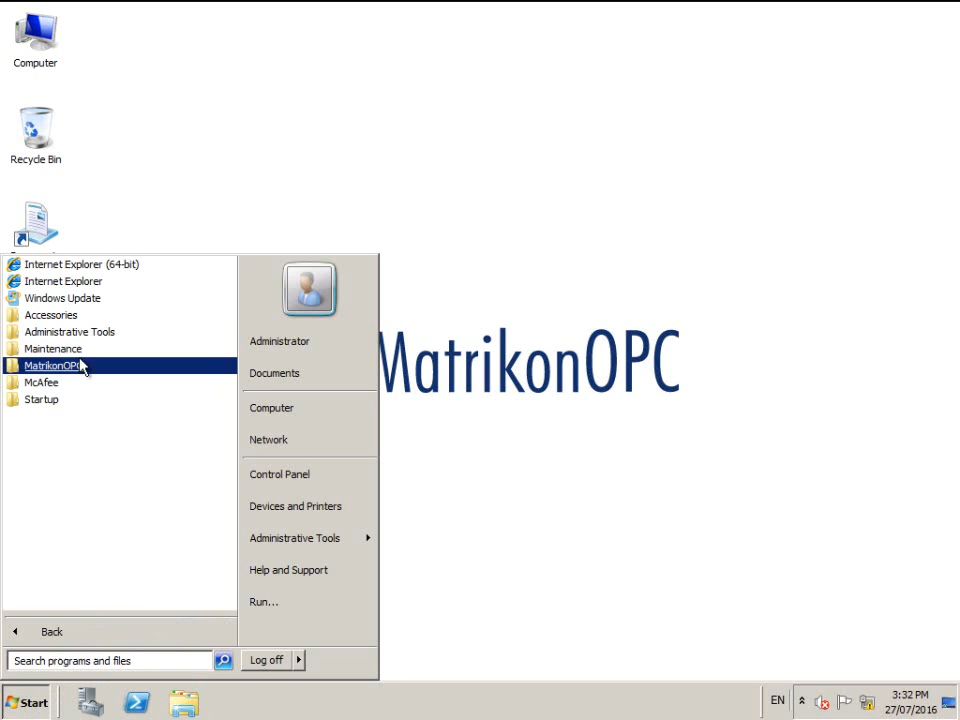 Computer
Recycle Bin
Internet Explorer (64-bit)
Internet Explorer
Windows Update
Accessories
Administrative Tools
Maintenance
MatrikonOPC
McAfee
Startup
Back
Search programs and files
Administrator
Documents
Computer
Network
Control Panel
Devices and Printers
Administrative Tools
Help and Support
Run...
Log off
MatrikonOPC
Start
EN
3:32 PM
27/07/2016